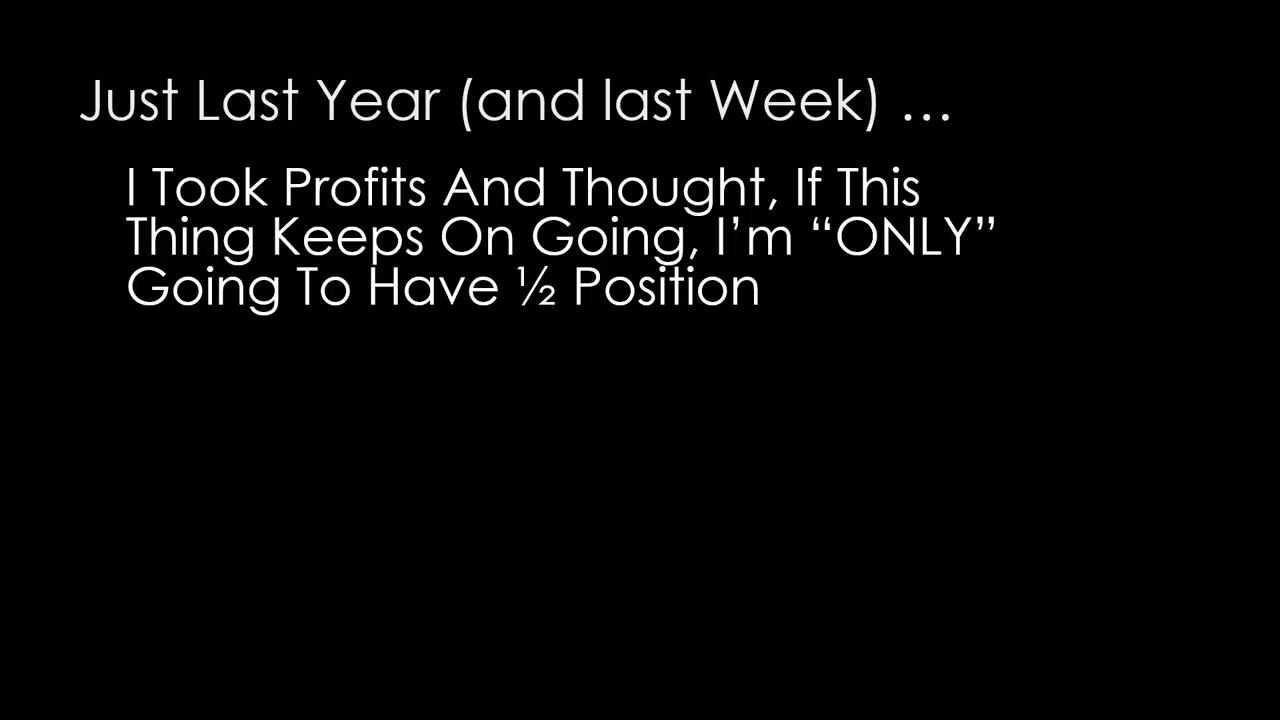 Just Last Year (and last Week) …
I Took Profits And Thought, If This
Thing Keeps On Going, I’m “ONLY”
Going To Have ½ Position